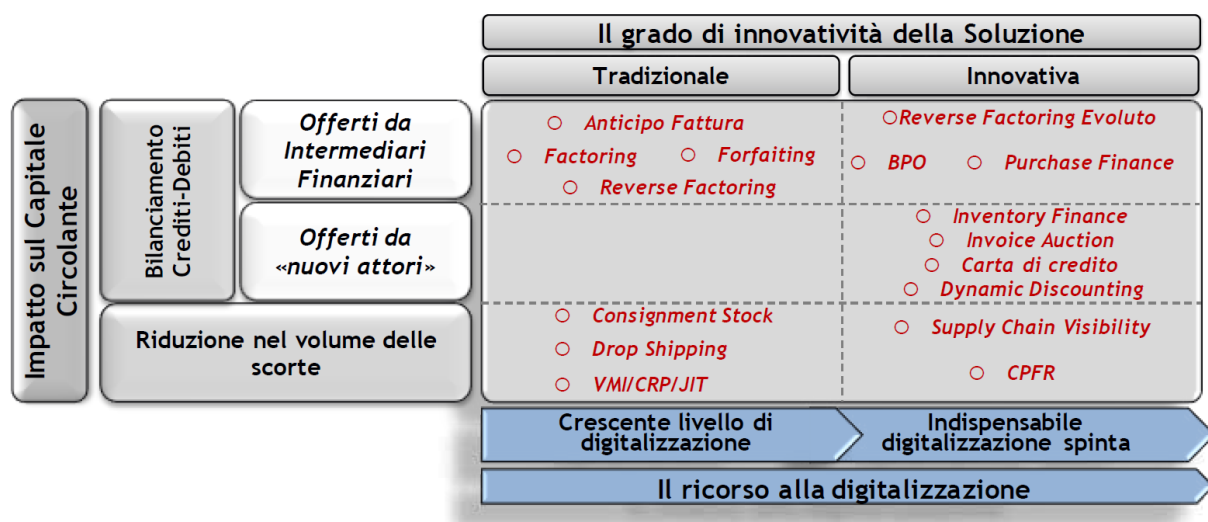 Il grado di innovatività della Soluzione
Tradizionale
Innovativa
Impatto sul Capitale
Circolante
Bilanciamento
Crediti-Debiti
Offerti da
Intermediari
Finanziari
Anticipo Fattura
Factoring
Forfaiting
Reverse Factoring
Reverse Factoring Evoluto
BPO
Purchase Finance
Offerti da
«nuovi attori»
Inventory Finance
Invoice Auction
Carta di credito
Dynamic Discounting
Riduzione nel volume delle
scorte
Consignment Stock
Drop Shipping
VMI/CRP/JIT
Supply Chain Visibility
CPFR
Crescente livello di
digitalizzazione
Indispensabile
digitalizzazione spinta
Il ricorso alla digitalizzazione